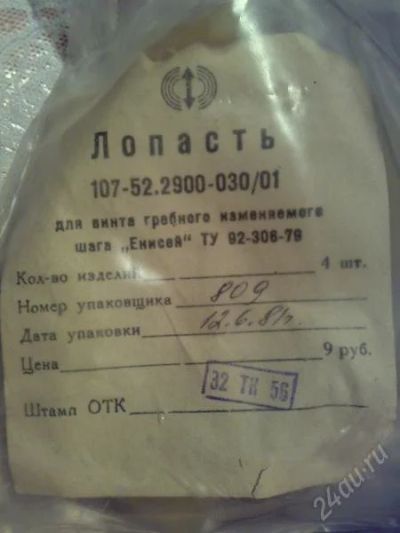 Лопасть
107-52.2900-030/01
для винта гребного изменяемого
шага „Енисей" ТУ 92-306-79
Кол-во изделий 4 шт.
Номер упаковщика 809
Дата упаковки 12.6.81г.
Цена 9 руб.
32 ТК 56
Штамп ОТК
24au.ru